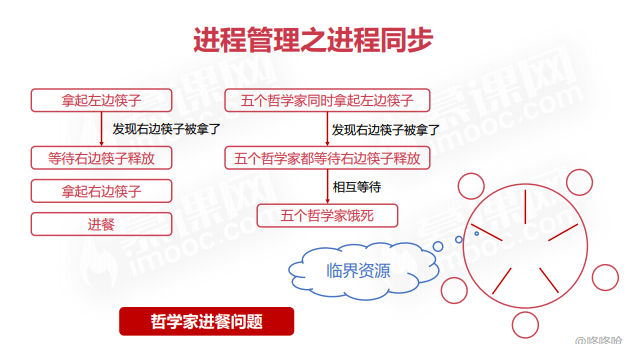 进程管理之进程同步
拿起左边筷子
发现右边筷子被拿了
等待右边筷子释放
拿起右边筷子
进餐
五个哲学家同时拿起左边筷子
发现右边筷子被拿了
五个哲学家都等待右边筷子释放
相互等待
五个哲学家饿死
临界资源
哲学家进餐问题
慕课网
imooc.com